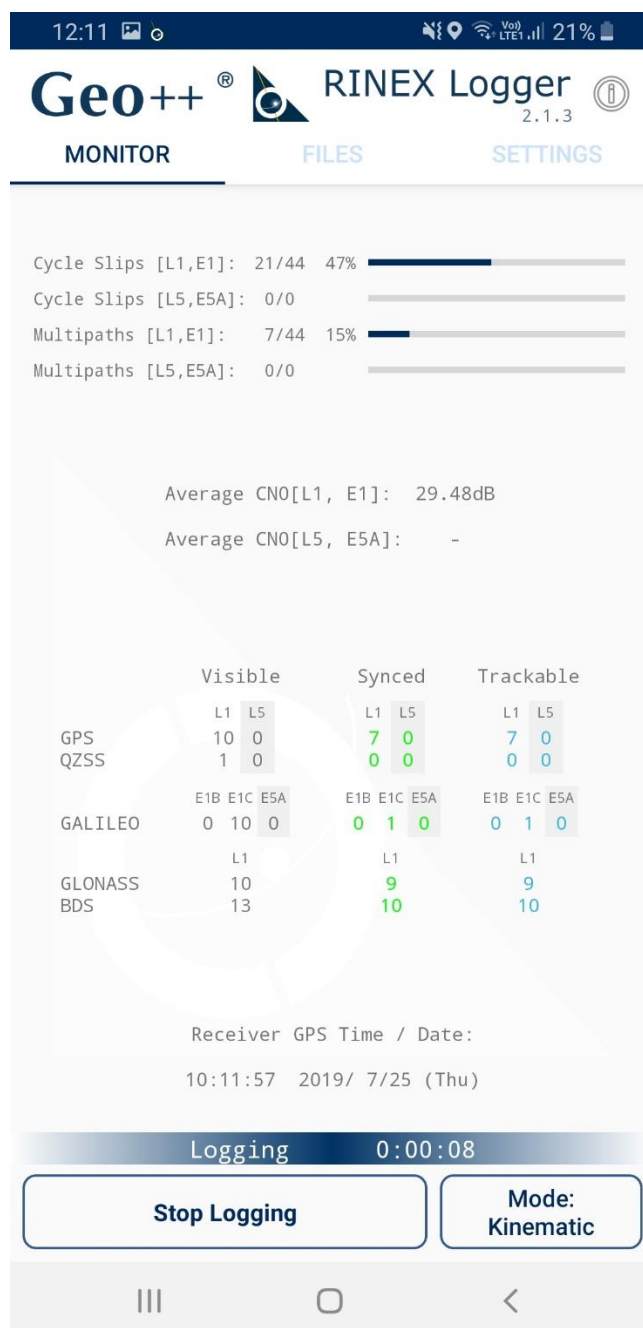 12:11 Vo)) LTE1 21%
Geo++ ® RINEX Logger
2.1.3
MONITOR FILES SETTINGS
Cycle Slips [L1,E1]: 21/44 47%
Cycle Slips [L5,E5A]: 0/0
Multipaths [L1,E1]: 7/44 15%
Multipaths [L5,E5A]: 0/0
Average CN0[L1, E1]: 29.48dB
Average CN0[L5, E5A]: -
Visible Synced Trackable
L1 L5 L1 L5 L1 L5
GPS 10 0 7 0 7 0
QZSS 1 0 0 0 0 0
E1B E1C E5A E1B E1C E5A E1B E1C E5A
GALILEO 0 10 0 0 1 0 0 1 0
L1 L1 L1
GLONASS 10 9 9
BDS 13 10 10
Receiver GPS Time / Date:
10:11:57 2019/ 7/25 (Thu)
Logging 0:00:08
Stop Logging
Mode:
Kinematic